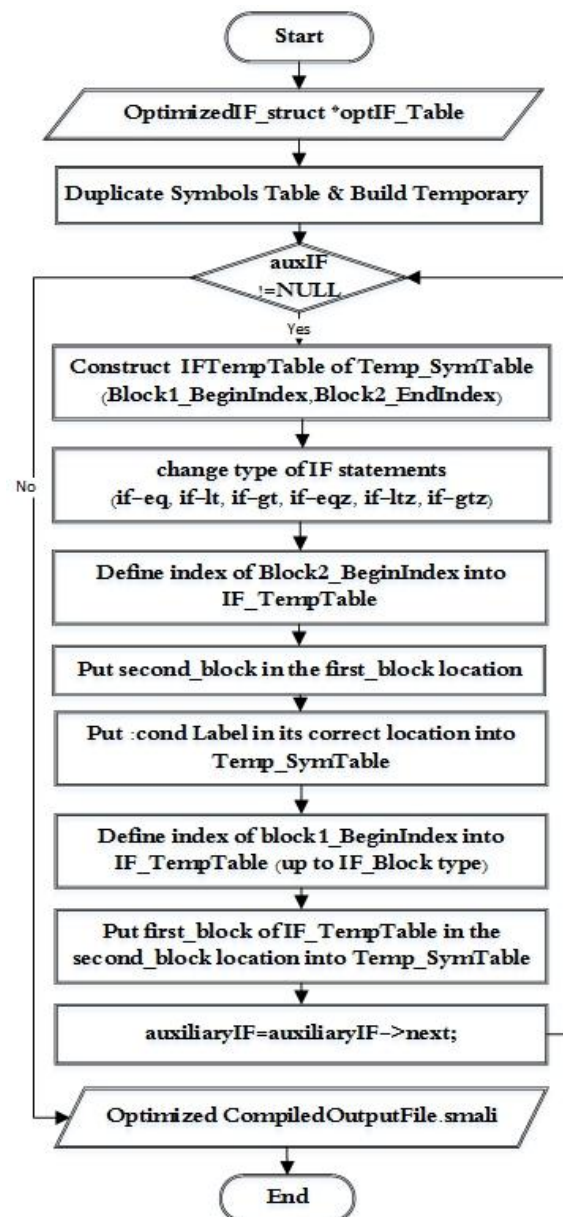 Start
OptimizedIF_struct *optIF_Table
Duplicate Symbols Table & Build Temporary
auxIF
!=NULL
Yes
Construct IFTempTable of Temp_SymTable
(Block1_BeginIndex,Block2_EndIndex)
change type of IF statements
(if-eq, if-lt, if-gt, if-eqz, if-ltz, if-gtz)
No
Define index of Block2_BeginIndex into
IF_TempTable
Put second_block in the first_block location
Put :cond Label in its correct location into
Temp_SymTable
Define index of block1_BeginIndex into
IF_TempTable (up to IF_Block type)
Put first_block of IF_TempTable in the
second_block location into Temp_SymTable
auxiliaryIF=auxiliaryIF->next;
Optimized CompiledOutputFile.smali
End